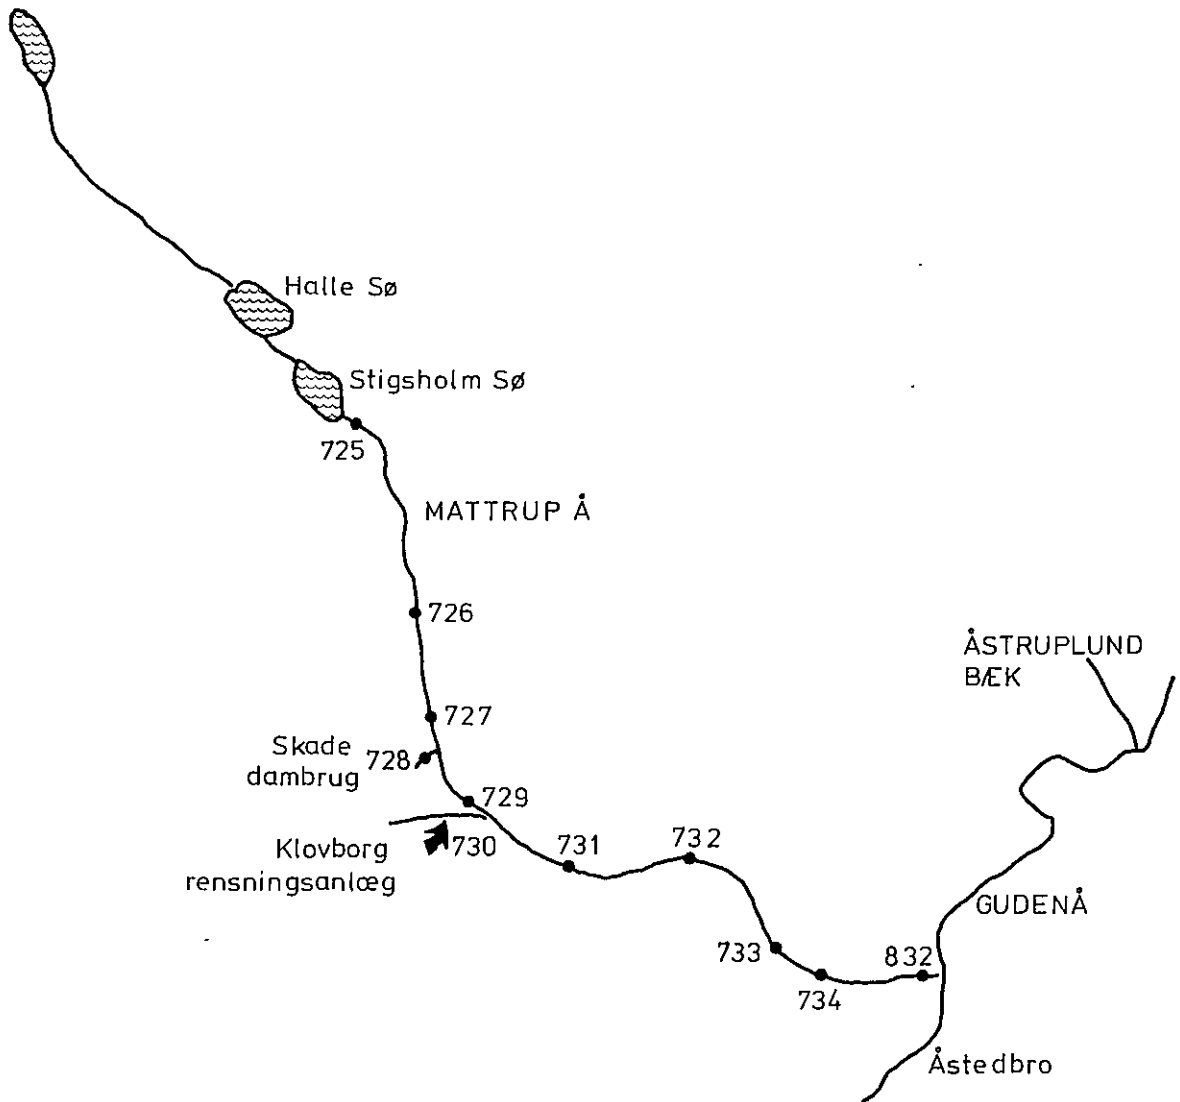 Halle Sø
Stigsholm Sø
725
MATTRUP Å
726
ÅSTRUPLUND
BÆK
727
Skade
dambrug
728
729
730
Klovborg
rensningsanlæg
731
732
GUDENÅ
733
832
734
Åstedbro